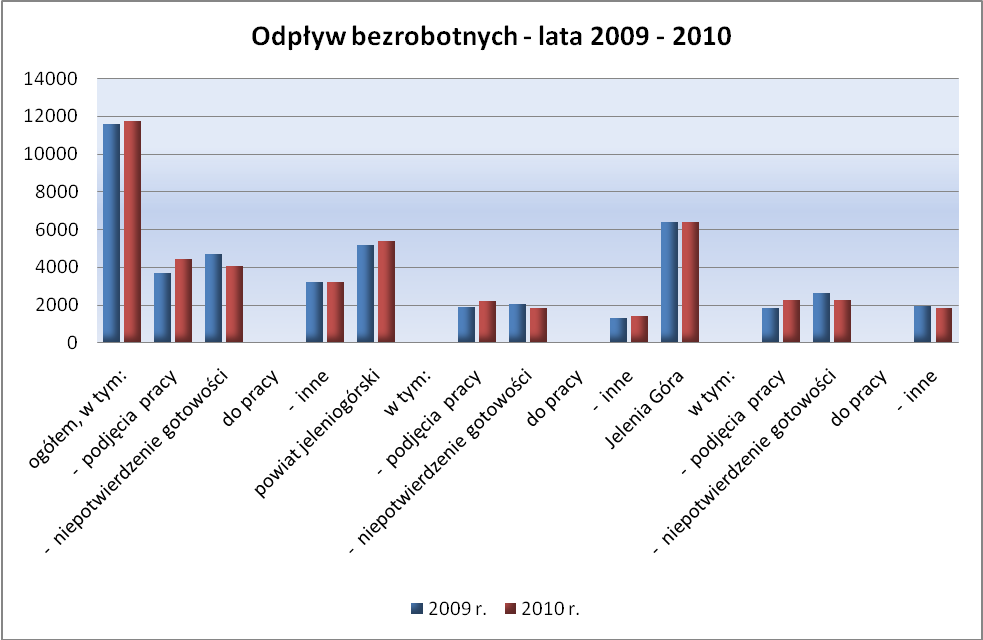 Odpływ bezrobotnych - lata 2009 - 2010
14000
12000
10000
8000
6000
4000
2000
0
ogółem, w tym:
- podjęcia pracy
- niepotwierdzenie gotowości
do pracy
- inne
powiat jeleniogórski
w tym:
- podjęcia pracy
- niepotwierdzenie gotowości
do pracy
- inne
Jelenia Góra
w tym:
- podjęcia pracy
- niepotwierdzenie gotowości
do pracy
- inne
2009 r.
2010 r.